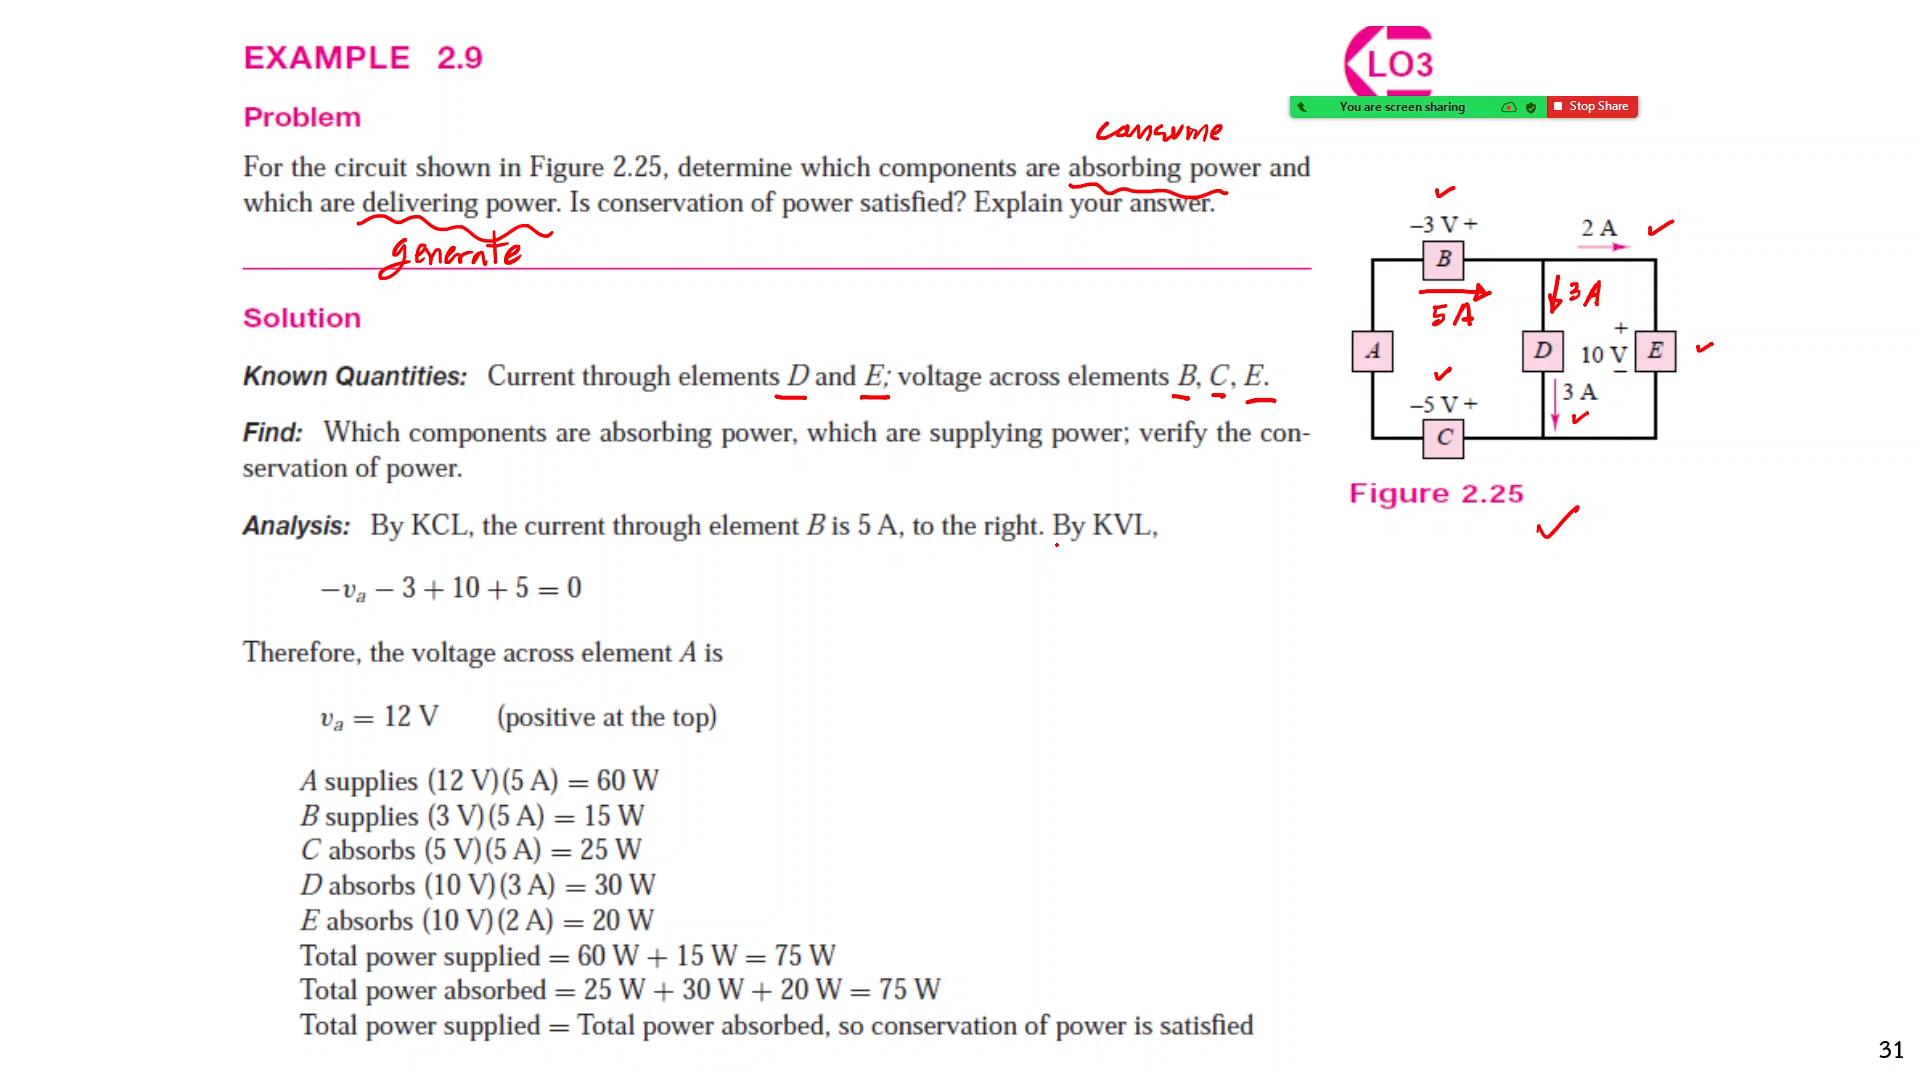 EXAMPLE 2.9
LO3
You are screen sharing
Stop Share
Problem
consume
For the circuit shown in Figure 2.25, determine which components are absorbing power and
which are delivering power. Is conservation of power satisfied? Explain your answer.
generate
Solution
Known Quantities: Current through elements D and E; voltage across elements B, C, E.
Find: Which components are absorbing power, which are supplying power; verify the con-
servation of power.
Analysis: By KCL, the current through element B is 5 A, to the right. By KVL,
−va − 3 + 10 + 5 = 0
Therefore, the voltage across element A is
va = 12 V (positive at the top)
A supplies (12 V)(5 A) = 60 W
B supplies (3 V)(5 A) = 15 W
C absorbs (5 V)(5 A) = 25 W
D absorbs (10 V)(3 A) = 30 W
E absorbs (10 V)(2 A) = 20 W
Total power supplied = 60 W + 15 W = 75 W
Total power absorbed = 25 W + 30 W + 20 W = 75 W
Total power supplied = Total power absorbed, so conservation of power is satisfied
−3 V +
2 A
B
3 A
5 A
+
A
D
10 V
E
−
3 A
−5 V +
C
Figure 2.25
31